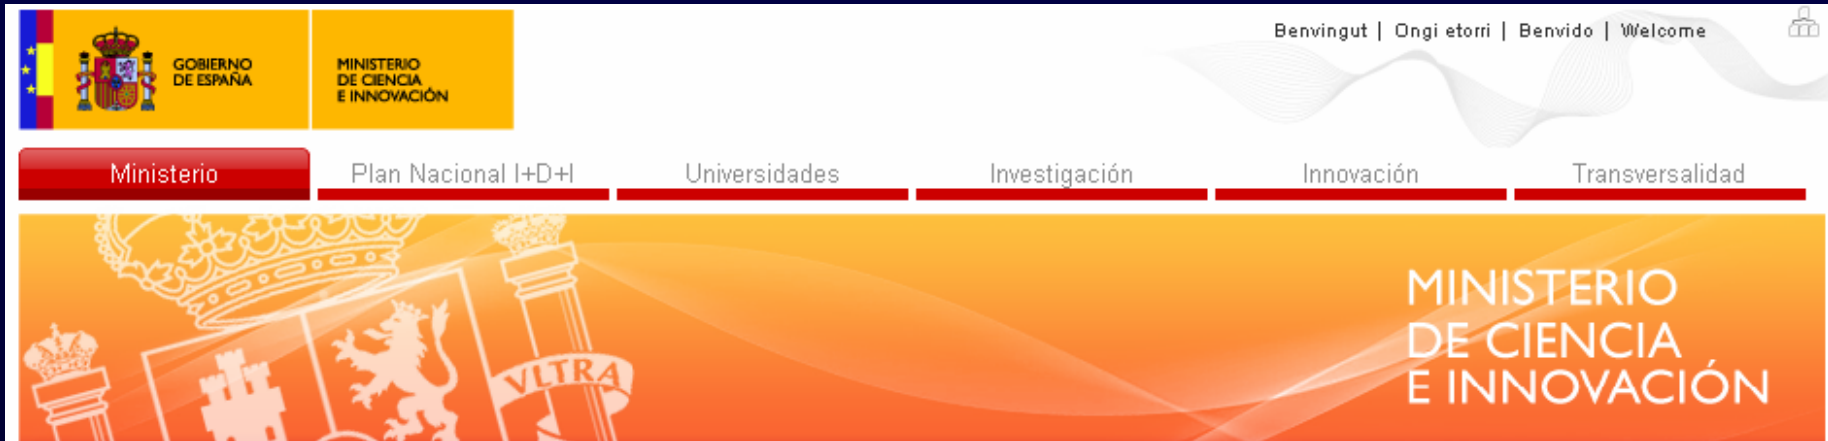 GOBIERNO
DE ESPAÑA
MINISTERIO
DE CIENCIA
E INNOVACIÓN
Benvingut | Ongi etorri | Benvido | Welcome
Ministerio
Plan Nacional I+D+I
Universidades
Investigación
Innovación
Transversalidad
VLTRA
MINISTERIO
DE CIENCIA
E INNOVACIÓN